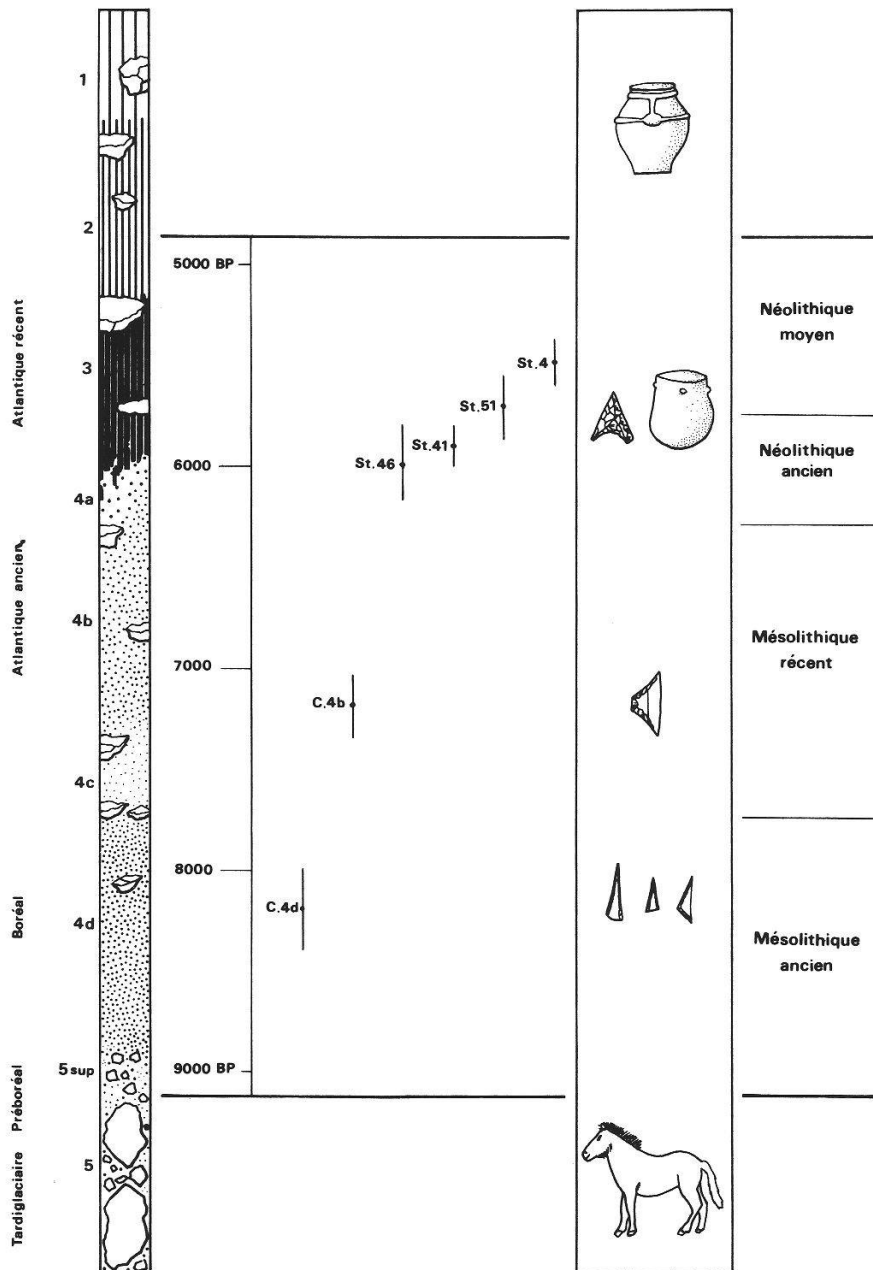 1
2
3
4a
4b
4c
4d
5 sup
5
Atlantique récent
Atlantique ancien
Boréal
Préboréal
Tardiglaciaire
5000 BP
6000
7000
8000
9000 BP
St.4
St.51
St.41
St.46
C.4b
C.4d
Néolithique
moyen
Néolithique
ancien
Mésolithique
récent
Mésolithique
ancien